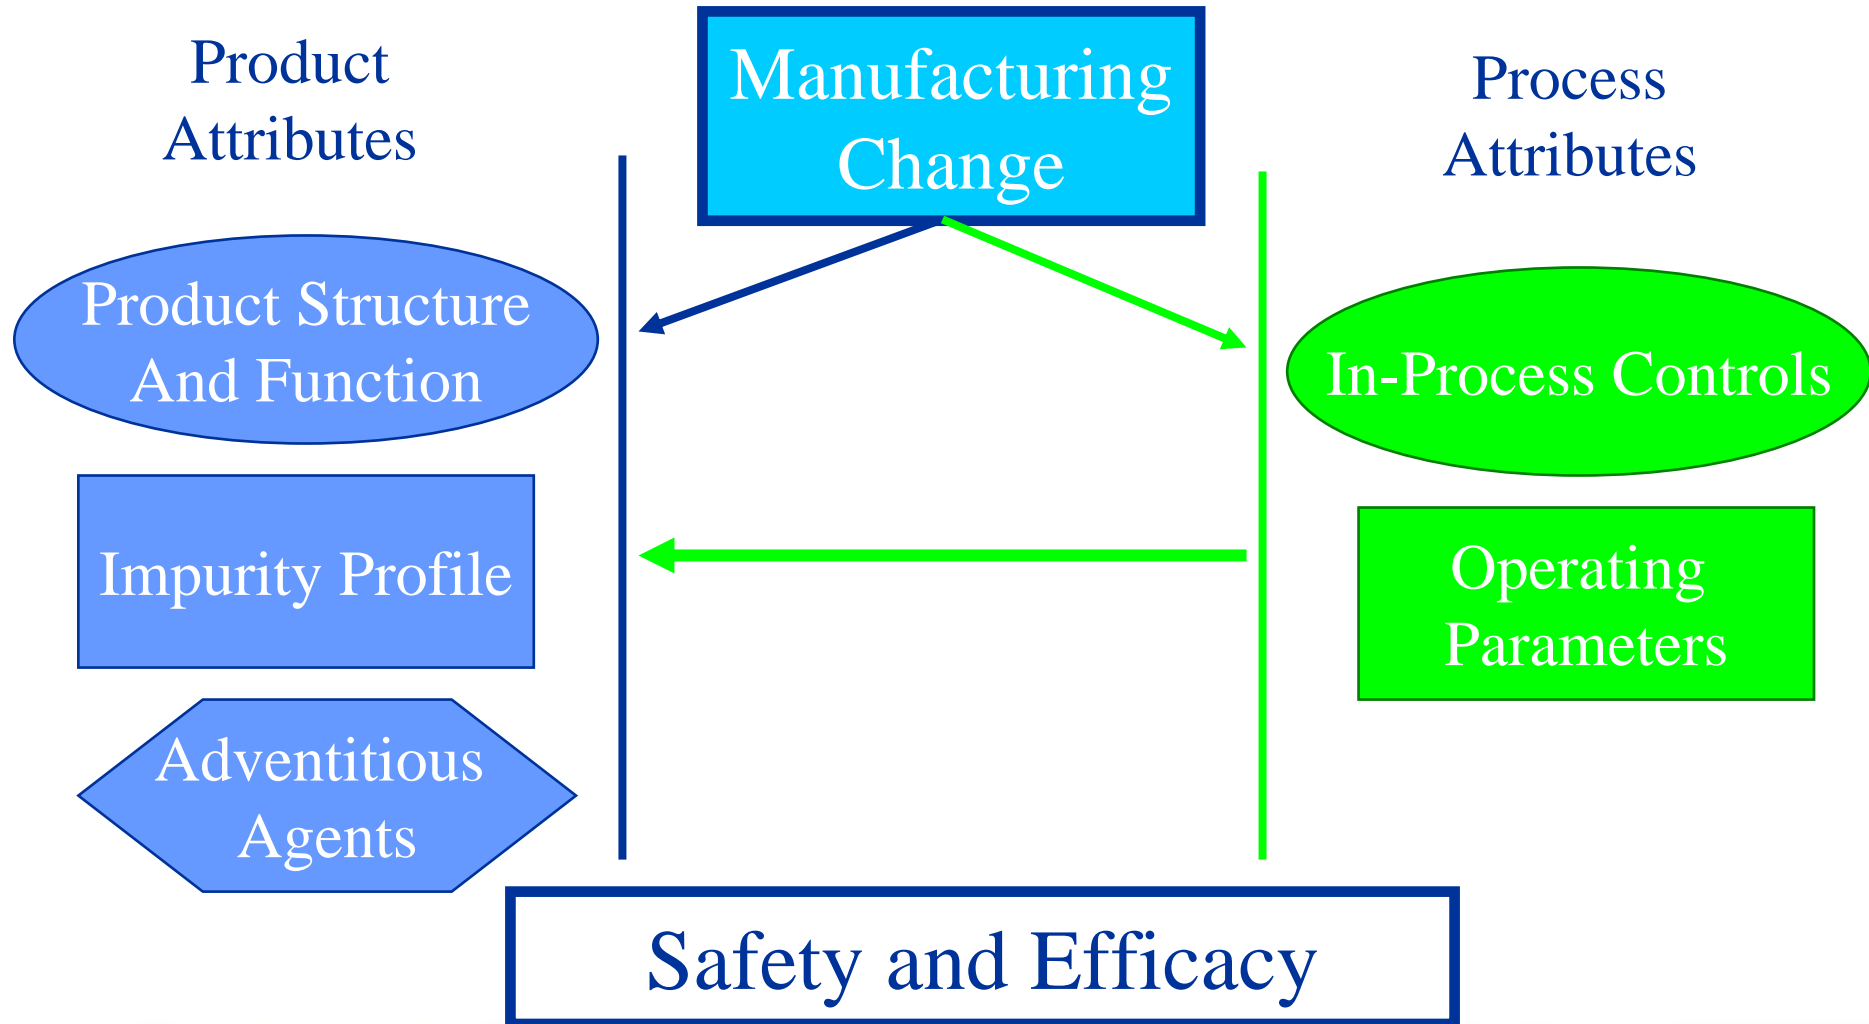 Product
Attributes
Manufacturing
Change
Process
Attributes
Product Structure
And Function
In-Process Controls
Impurity Profile
Operating
Parameters
Adventitious
Agents
Safety and Efficacy